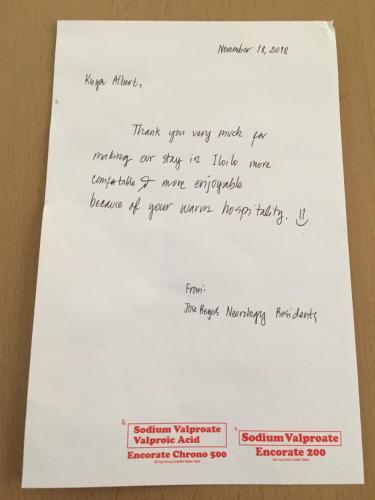 November 18, 2018
Kuya Albert,
Thank you very much for
making our stay in Iloilo more
comfortable & more enjoyable
because of your warm hospitality.
From:
Jose Reyes Neurology Residents
Sodium Valproate
Valproic Acid
Encorate Chrono 500
Sodium Valproate
Encorate 200